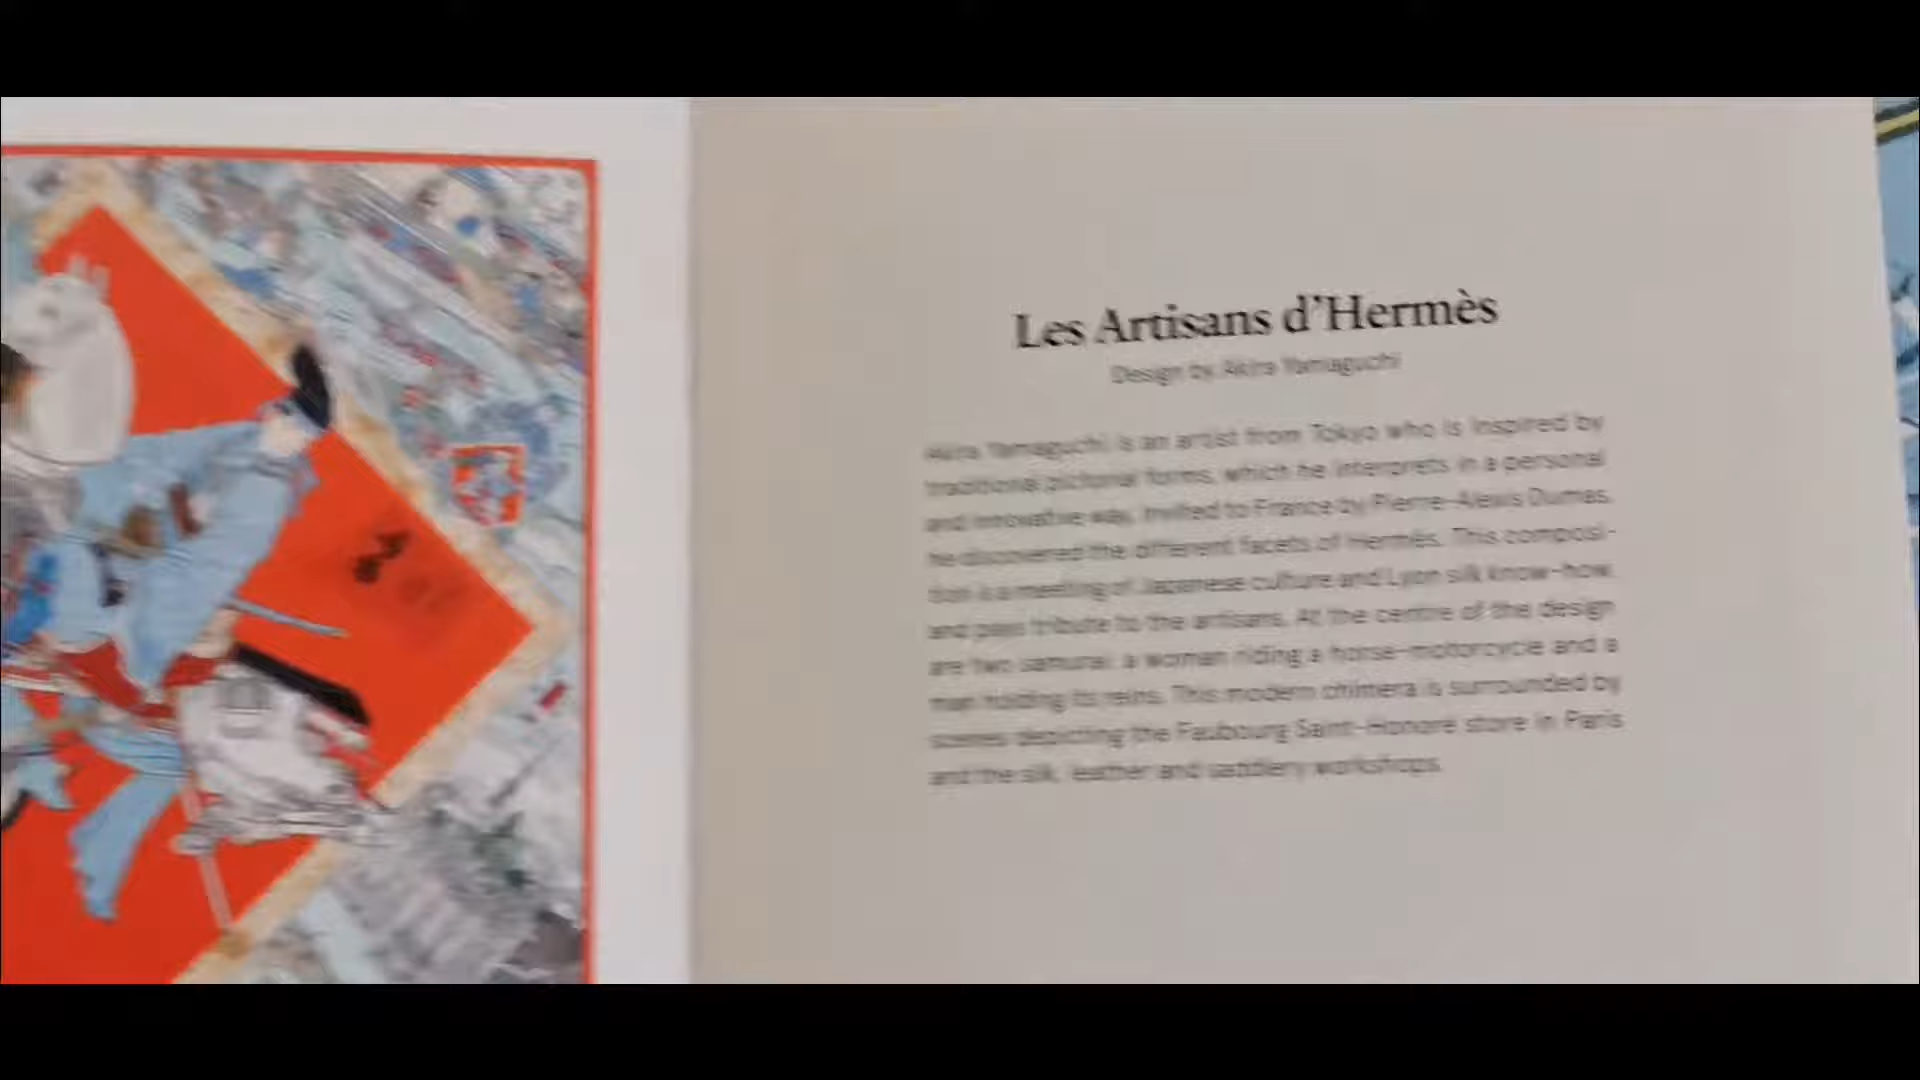 Les Artisans d'Hermès
Design by Akira Yamaguchi
Akira Yamaguchi is an artist from Tokyo who is inspired by
traditional pictorial forms, which he interprets in a personal
and innovative way. Invited to France by Pierre-Alexis Dumas,
he discovered the different facets of Hermès. This composi-
tion is a meeting of Japanese culture and Lyon silk know-how,
and pays tribute to the artisans. At the centre of the design
are two samurai: a woman riding a horse-motorcycle and a
man holding its reins. This modern chimera is surrounded by
scenes depicting the Faubourg Saint-Honoré store in Paris
and the silk, leather and saddlery workshops.